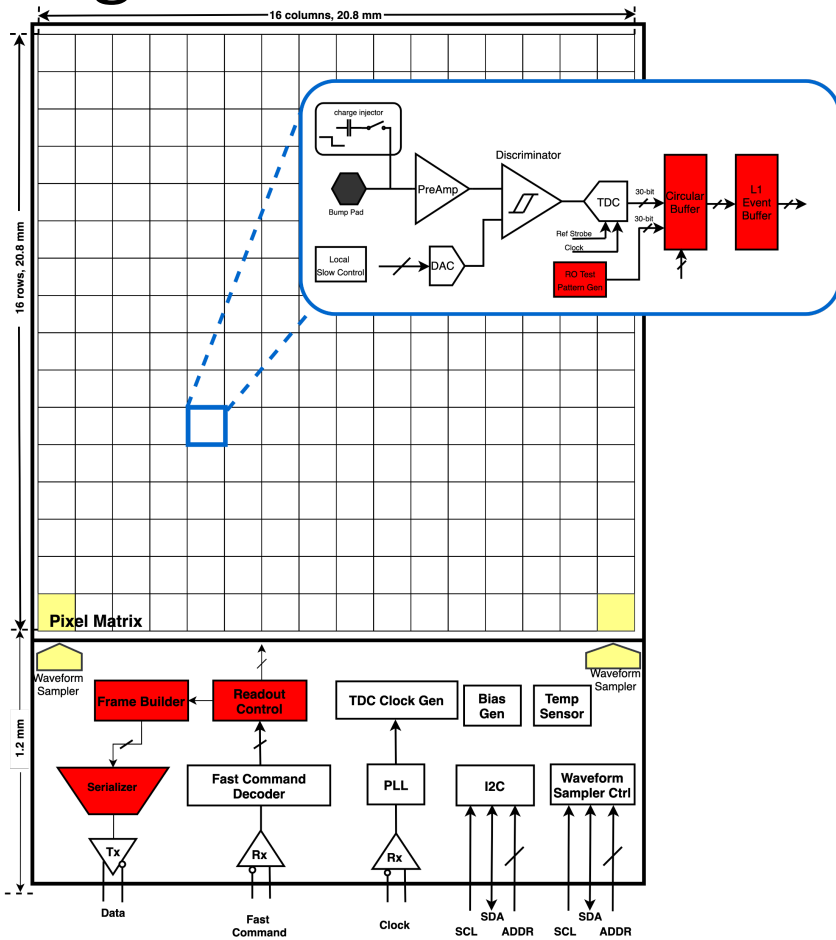 16 columns, 20.8 mm
16 rows, 20.8 mm
charge injector
Bump Pad
PreAmp
Discriminator
TDC
30-bit
30-bit
Circular
Buffer
L1
Event
Buffer
Ref Strobe
Clock
Local
Slow Control
DAC
RO Test
Pattern Gen
Pixel Matrix
Waveform
Sampler
Waveform
Sampler
1.2 mm
Frame Builder
Readout
Control
TDC Clock Gen
Bias
Gen
Temp
Sensor
Serializer
Fast Command
Decoder
PLL
I2C
Waveform
Sampler Ctrl
Tx
Rx
Rx
Data
Fast
Command
Clock
SCL
SDA
ADDR
SCL
SDA
ADDR